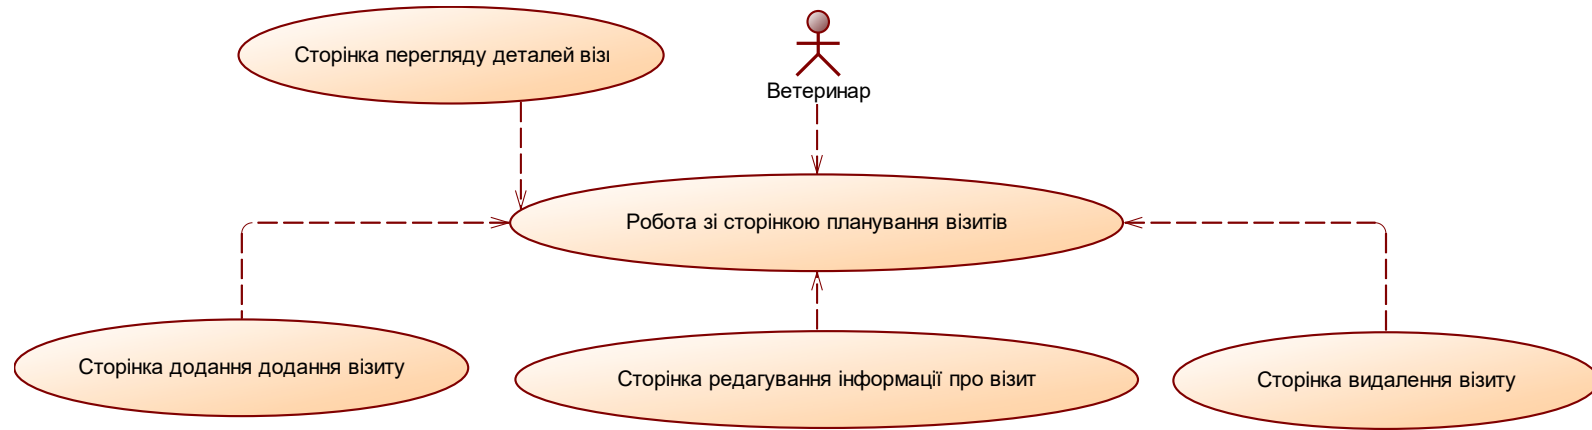 Сторінка перегляду деталей візи
Ветеринар
Робота зі сторінкою планування візитів
Сторінка додання додання візиту
Сторінка редагування інформації про візит
Сторінка видалення візиту